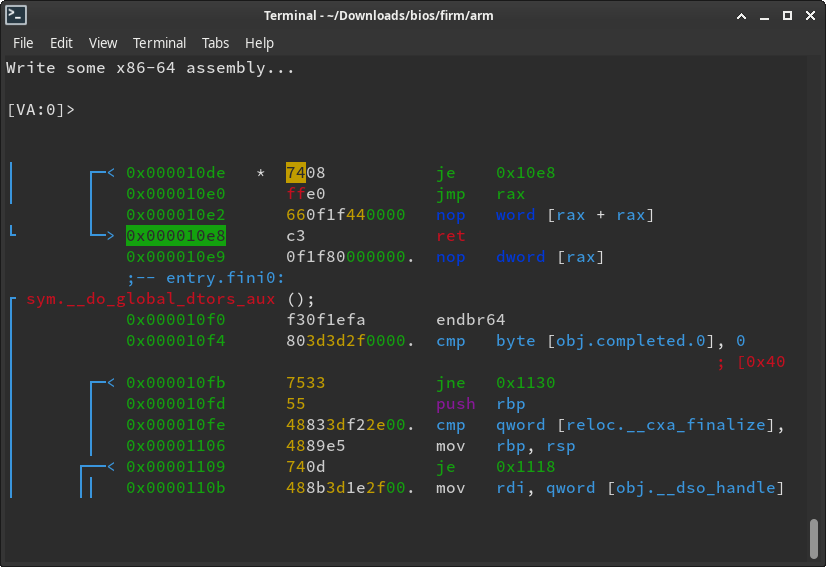 Terminal - ~/Downloads/bios/firm/arm
File Edit View Terminal Tabs Help
Write some x86-64 assembly...
[VA:0]>
< 0x000010de * 7408 je 0x10e8
0x000010e0 ffe0 jmp rax
0x000010e2 660f1f440000 nop word [rax + rax]
> 0x000010e8 c3 ret
0x000010e9 0f1f80000000. nop dword [rax]
;-- entry.fini0:
sym.__do_global_dtors_aux ();
0x000010f0 f30f1efa endbr64
0x000010f4 803d3d2f0000. cmp byte [obj.completed.0], 0
; [0x40
< 0x000010fb 7533 jne 0x1130
0x000010fd 55 push rbp
0x000010fe 48833df22e00. cmp qword [reloc.__cxa_finalize],
0x00001106 4889e5 mov rbp, rsp
< 0x00001109 740d je 0x1118
0x0000110b 488b3d1e2f00. mov rdi, qword [obj.__dso_handle]